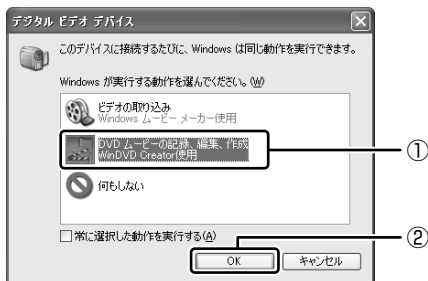 デジタル ビデオ デバイス
このデバイスに接続するたびに、Windows は同じ動作を実行できます。
Windows が実行する動作を選んでください。(W)
ビデオの取り込み
Windows ムービー メーカー使用
DVD ムービーの記録、編集、作成
WinDVD Creator使用
①
何もしない
常に選択した動作を実行する(A)
②
OK
キャンセル